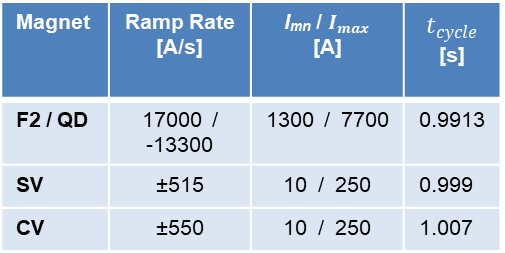 Magnet Ramp Rate Imn / Imax tcycle
[A/s] [A] [s]
F2 / QD 17000 / 1300 / 7700 0.9913
-13300
SV ±515 10 / 250 0.999
CV ±550 10 / 250 1.007